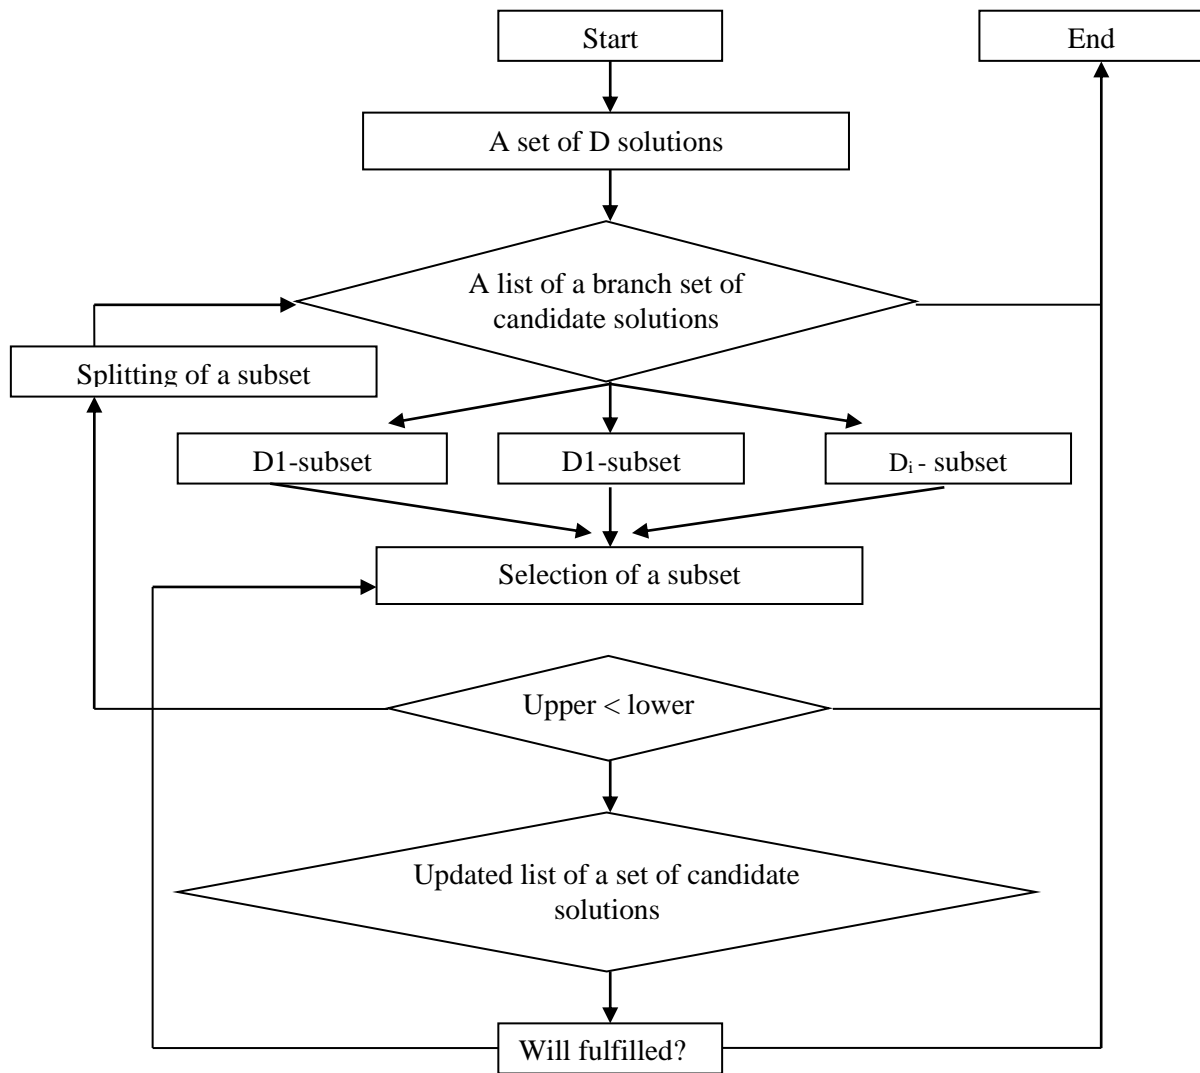 Start
End
A set of D solutions
A list of a branch set of
candidate solutions
Splitting of a subset
D1-subset
D1-subset
Di - subset
Selection of a subset
Upper < lower
Updated list of a set of candidate
solutions
Will fulfilled?